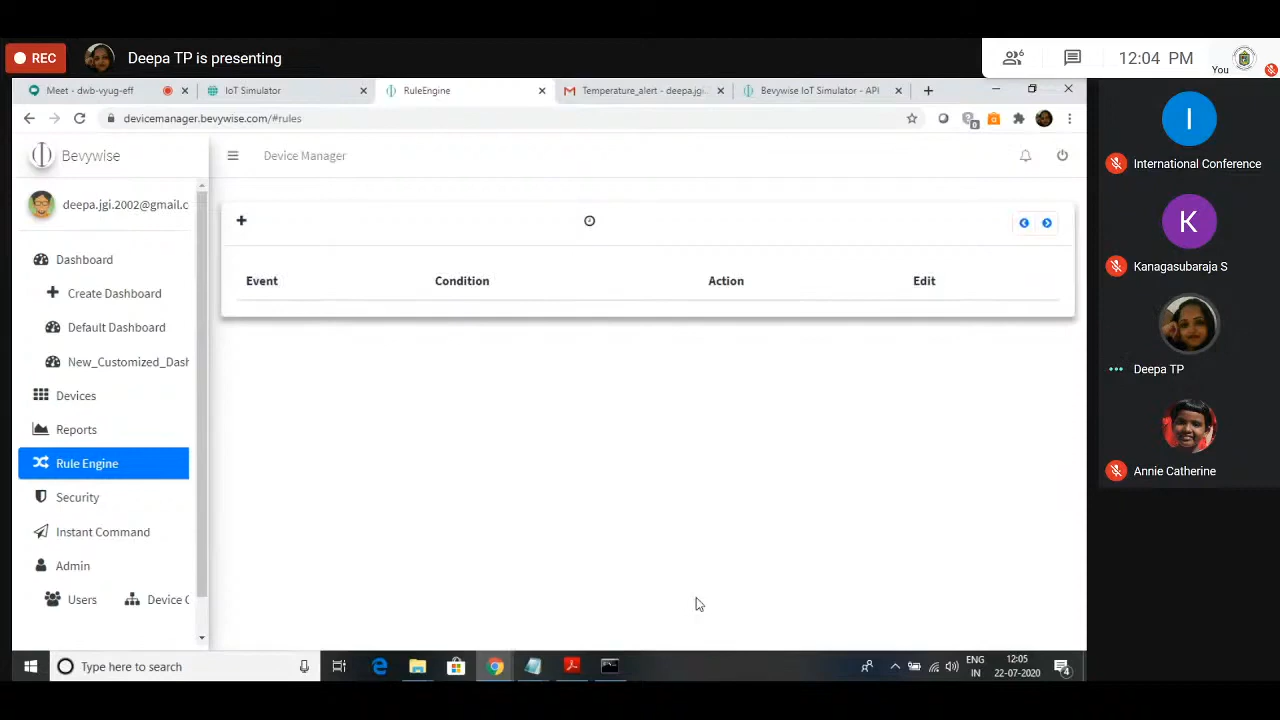 REC
Deepa TP is presenting
6
12:04 PM
You
Meet - dwb-vyug-eff
IoT Simulator
RuleEngine
Temperature_alert - deepa.jgi.
Bevywise IoT Simulator - API
devicemanager.bevywise.com/#rules
Bevywise
Device Manager
deepa.jgi.2002@gmail.c
Dashboard
Create Dashboard
Default Dashboard
New_Customized_Dash
Devices
Reports
Rule Engine
Security
Instant Command
Admin
Users
Device C
Event
Condition
Action
Edit
I
International Conference
K
Kanagasubaraja S
Deepa TP
Annie Catherine
Type here to search
ENG
IN
12:05
22-07-2020
4